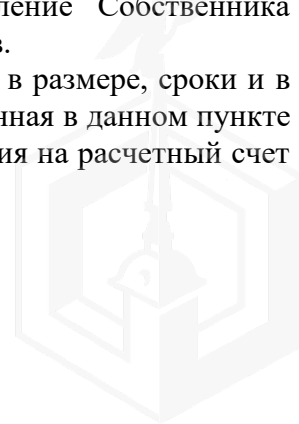 ление Собственника
в.
в размере, сроки и в
нная в данном пункте
ия на расчетный счет